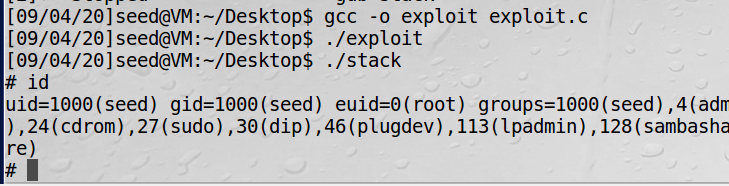 [09/04/20]seed@VM:~/Desktop$ gcc -o exploit exploit.c
[09/04/20]seed@VM:~/Desktop$ ./exploit
[09/04/20]seed@VM:~/Desktop$ ./stack
# id
uid=1000(seed) gid=1000(seed) euid=0(root) groups=1000(seed),4(adm
),24(cdrom),27(sudo),30(dip),46(plugdev),113(lpadmin),128(sambasha
re)
#